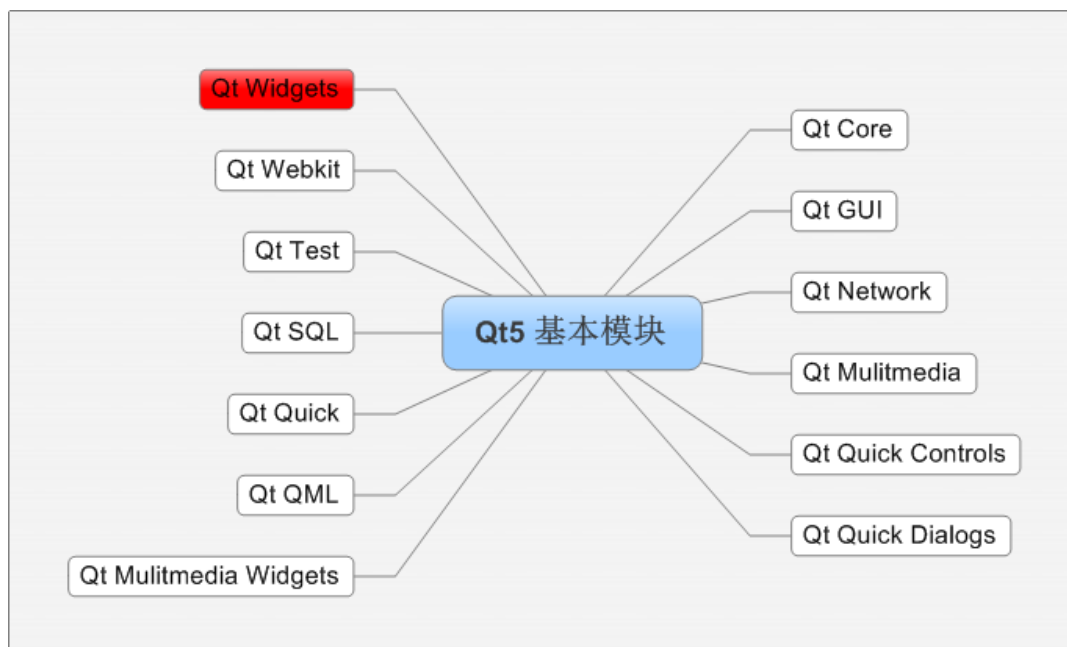 Qt Widgets
Qt Webkit
Qt Test
Qt SQL
Qt Quick
Qt QML
Qt Mulitmedia Widgets
Qt5 基本模块
Qt Core
Qt GUI
Qt Network
Qt Mulitmedia
Qt Quick Controls
Qt Quick Dialogs